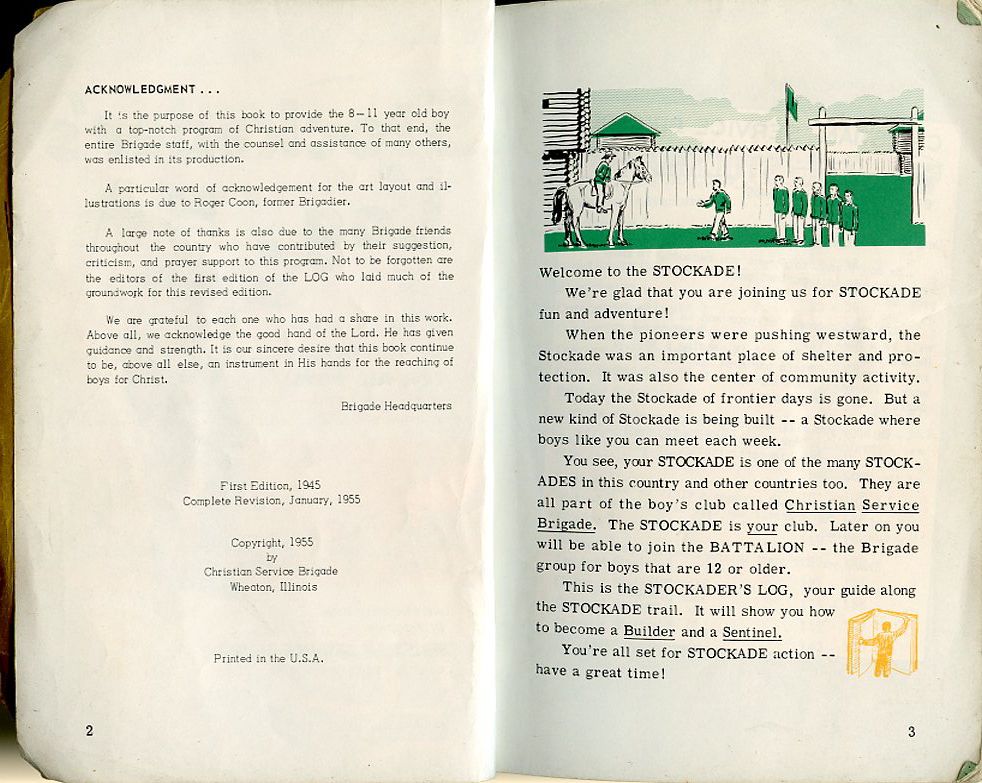 ACKNOWLEDGMENT . . .
It is the purpose of this book to provide the 8—11 year old boy
with a top-notch program of Christian adventure. To that end, the
entire Brigade staff, with the counsel and assistance of many others,
was enlisted in its production.
A particular word of acknowledgement for the art layout and il-
lustrations is due to Roger Coon, former Brigadier.
A large note of thanks is also due to the many Brigade friends
throughout the country who have contributed by their suggestion,
criticism, and prayer support to this program. Not to be forgotten are
the editors of the first edition of the LOG who laid much of the
groundwork for this revised edition.
We are grateful to each one who has had a share in this work.
Above all, we acknowledge the good hand of the Lord. He has given
guidance and strength. It is our sincere desire that this book continue
to be, above all else, an instrument in His hands for the reaching of
boys for Christ.
Brigade Headquarters
First Edition, 1945
Complete Revision, January, 1955
Copyright, 1955
by
Christian Service Brigade
Wheaton, Illinois
Printed in the U.S.A.
2
Welcome to the STOCKADE!
We're glad that you are joining us for STOCKADE
fun and adventure!
When the pioneers were pushing westward, the
Stockade was an important place of shelter and pro-
tection. It was also the center of community activity.
Today the Stockade of frontier days is gone. But a
new kind of Stockade is being built -- a Stockade where
boys like you can meet each week.
You see, your STOCKADE is one of the many STOCK-
ADES in this country and other countries too. They are
all part of the boy's club called Christian Service
Brigade. The STOCKADE is your club. Later on you
will be able to join the BATTALION -- the Brigade
group for boys that are 12 or older.
This is the STOCKADER'S LOG, your guide along
the STOCKADE trail. It will show you how
to become a Builder and a Sentinel.
You're all set for STOCKADE action --
have a great time!
3